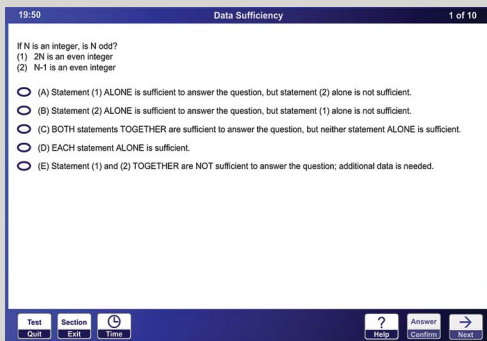 19:50 Data Sufficiency 1 of 10
If N is an integer, is N odd?
(1) 2N is an even integer
(2) N-1 is an even integer
(A) Statement (1) ALONE is sufficient to answer the question, but statement (2) alone is not sufficient.
(B) Statement (2) ALONE is sufficient to answer the question, but statement (1) alone is not sufficient.
(C) BOTH statements TOGETHER are sufficient to answer the question, but neither statement ALONE is sufficient.
(D) EACH statement ALONE is sufficient.
(E) Statement (1) and (2) TOGETHER are NOT sufficient to answer the question; additional data is needed.
Test Section ? Answer
Quit Exit Time Help Confirm Next